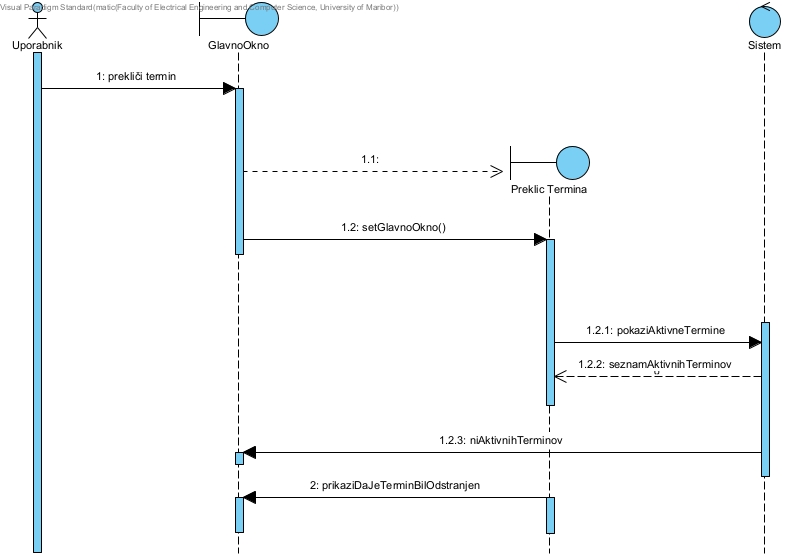 Visual Paradigm Standard(matic(Faculty of Electrical Engineering and Computer Science, University of Maribor))
Uporabnik
GlavnoOkno
Sistem
1: prekliči termin
1.1:
Preklic Termina
1.2: setGlavnoOkno()
1.2.1: pokaziAktivneTermine
1.2.2: seznamAktivnihTerminov
1.2.3: niAktivnihTerminov
2: prikaziDaJeTerminBilOdstranjen